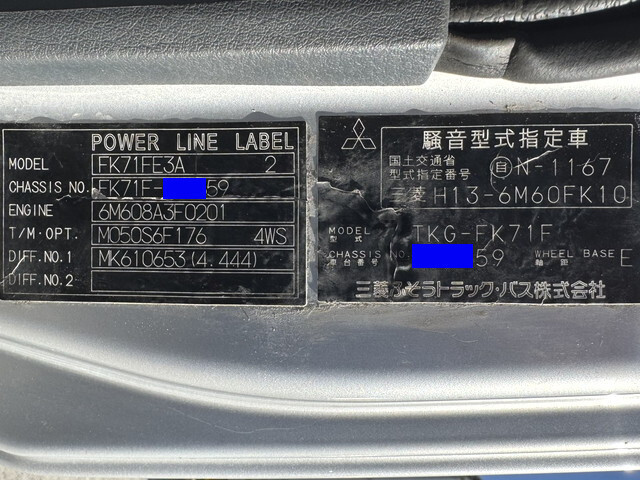 POWER LINE LABEL
MODEL FK71FE3A 2
CHASSIS NO. FK71F- 59
ENGINE 6M608A3F0201
T/M·OPT. M050S6F176 4WS
DIFF.NO.1 MK610653(4.444)
DIFF.NO.2
騒音型式指定車
国土交通省
型式指定番号 自N-1167
三菱 H13-6M60FK10
MODEL
型式 TKG-FK71F
CHASSIS NO. 59 WHEEL BASE E
車台番号 軸距
三菱ふそうトラック・バス株式会社